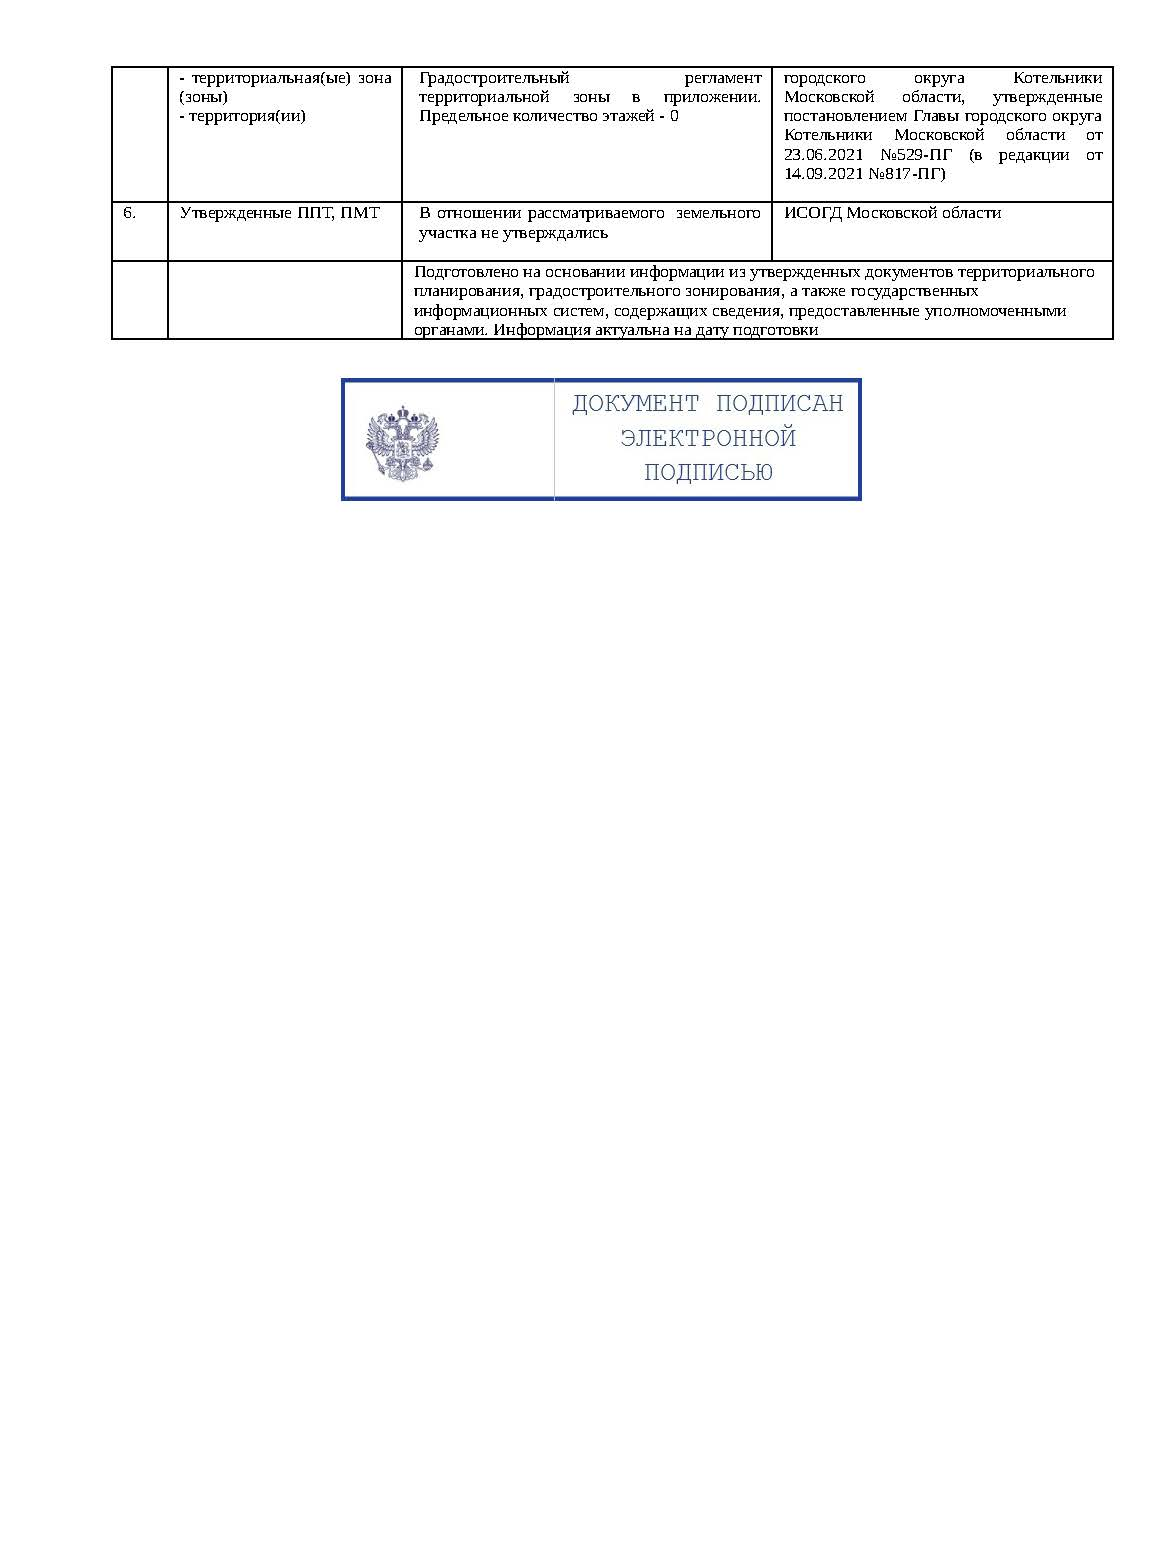 - территориальная(ые) зона
(зоны)
- территория(ии)
Градостроительный регламент
территориальной зоны в приложении.
Предельное количество этажей - 0
городского округа Котельники
Московской области, утвержденные
постановлением Главы городского округа
Котельники Московской области от
23.06.2021 №529-ПГ (в редакции от
14.09.2021 №817-ПГ)
6.
Утвержденные ППТ, ПМТ
В отношении рассматриваемого земельного
участка не утверждались
ИСОГД Московской области
Подготовлено на основании информации из утвержденных документов территориального
планирования, градостроительного зонирования, а также государственных
информационных систем, содержащих сведения, предоставленные уполномоченными
органами. Информация актуальна на дату подготовки
ДОКУМЕНТ ПОДПИСАН
ЭЛЕКТРОННОЙ
ПОДПИСЬЮ